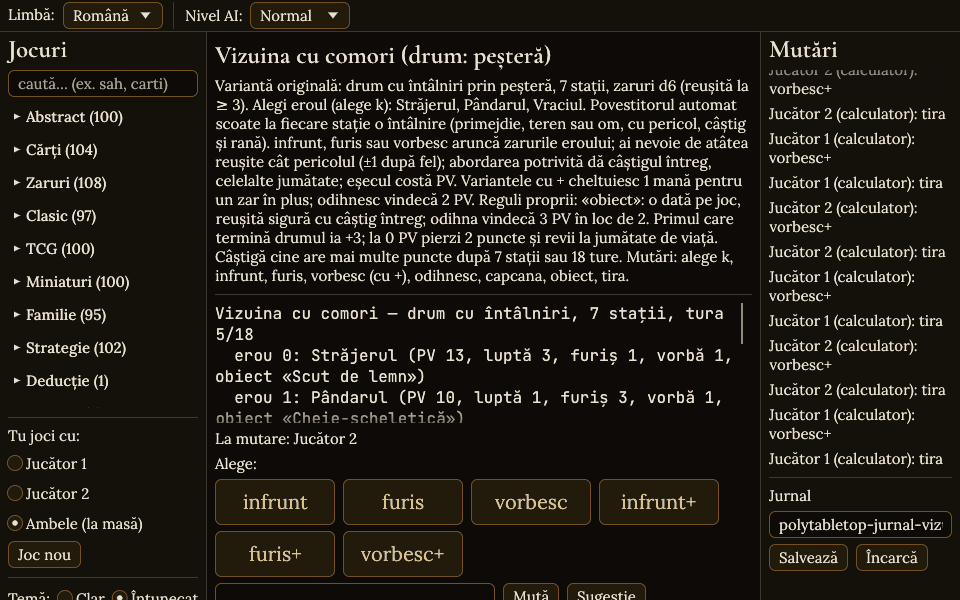 Limbă: Română Nivel AI: Normal
Jocuri
caută... (ex. sah, carti)
Abstract (100)
Cărți (104)
Zaruri (108)
Clasic (97)
TCG (100)
Miniaturi (100)
Familie (95)
Strategie (102)
Deducție (1)
Tu joci cu:
Jucător 1
Jucător 2
Ambele (la masă)
Joc nou
Temă: Clar Întunecat
Vizuina cu comori (drum: peșteră)
Variantă originală: drum cu întâlniri prin peșteră, 7 stații, zaruri d6 (reușită la
≥ 3). Alegi eroul (alege k): Străjerul, Pândarul, Vraciul. Povestitorul automat
scoate la fiecare stație o întâlnire (primejdie, teren sau om, cu pericol, câștig
și rană). infrunt, furis sau vorbesc aruncă zarurile eroului; ai nevoie de atâtea
reușite cât pericolul (±1 după fel); abordarea potrivită dă câștigul întreg,
celelalte jumătate; eșecul costă PV. Variantele cu + cheltuiesc 1 mană pentru
un zar în plus; odihnesc vindecă 2 PV. Reguli proprii: «obiect»: o dată pe joc,
reușită sigură cu câștig întreg; odihna vindecă 3 PV în loc de 2. Primul care
termină drumul ia +3; la 0 PV pierzi 2 puncte și revii la jumătate de viață.
Câștigă cine are mai multe puncte după 7 stații sau 18 ture. Mutări: alege k,
infrunt, furis, vorbesc (cu +), odihnesc, capcana, obiect, tira.
Vizuina cu comori — drum cu întâlniri, 7 stații, tura
5/18
erou 0: Străjerul (PV 13, luptă 3, furiș 1, vorbă 1,
obiect «Scut de lemn»)
erou 1: Pândarul (PV 10, luptă 1, furiș 3, vorbă 1,
obiect «Cheie-scheletică»)
La mutare: Jucător 2
Alege:
infrunt furis vorbesc infrunt+
furis+ vorbesc+
Mută Sugestie
Mutări
Jucător 2 (calculator):
vorbesc+
Jucător 2 (calculator): tira
Jucător 1 (calculator):
vorbesc+
Jucător 1 (calculator): tira
Jucător 2 (calculator):
vorbesc+
Jucător 2 (calculator): tira
Jucător 1 (calculator):
vorbesc+
Jucător 1 (calculator): tira
Jucător 2 (calculator):
vorbesc+
Jucător 2 (calculator): tira
Jucător 1 (calculator):
vorbesc+
Jucător 1 (calculator): tira
Jurnal
polytabletop-jurnal-viz
Salvează Încarcă